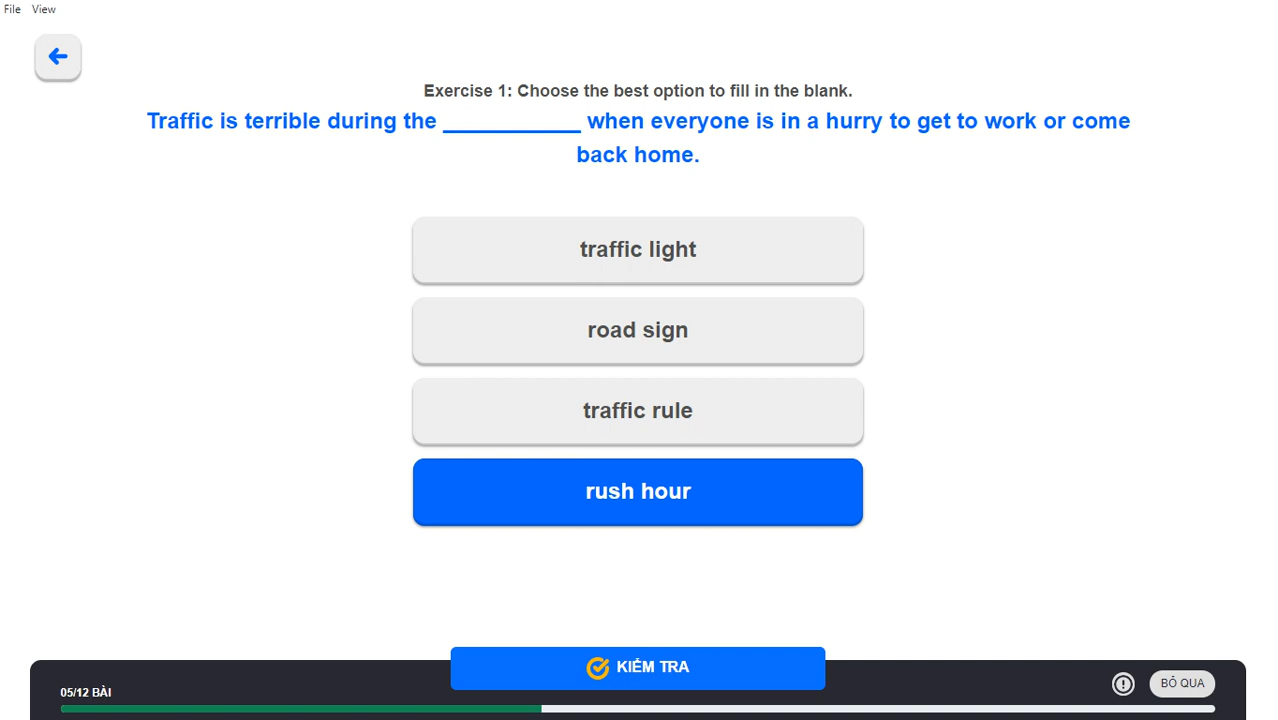 File View
Exercise 1: Choose the best option to fill in the blank.
Traffic is terrible during the ___________ when everyone is in a hurry to get to work or come
back home.
traffic light
road sign
traffic rule
rush hour
KIỂM TRA
05/12 BÀI
BỎ QUA